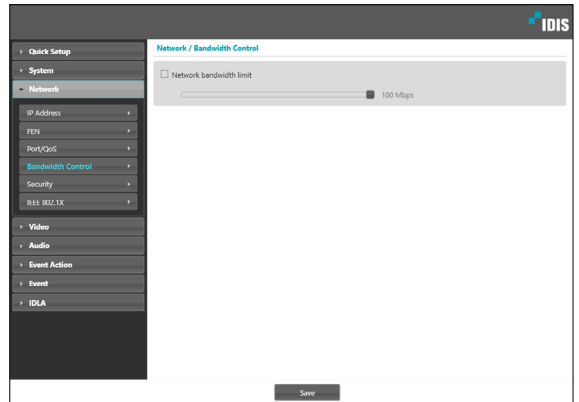 IDIS
Quick Setup
System
Network
IP Address
FEN
Port/QoS
Bandwidth Control
Security
IEEE 802.1X
Video
Audio
Event Action
Event
IDLA
Network / Bandwidth Control
Network bandwidth limit
100 Mbps
Save